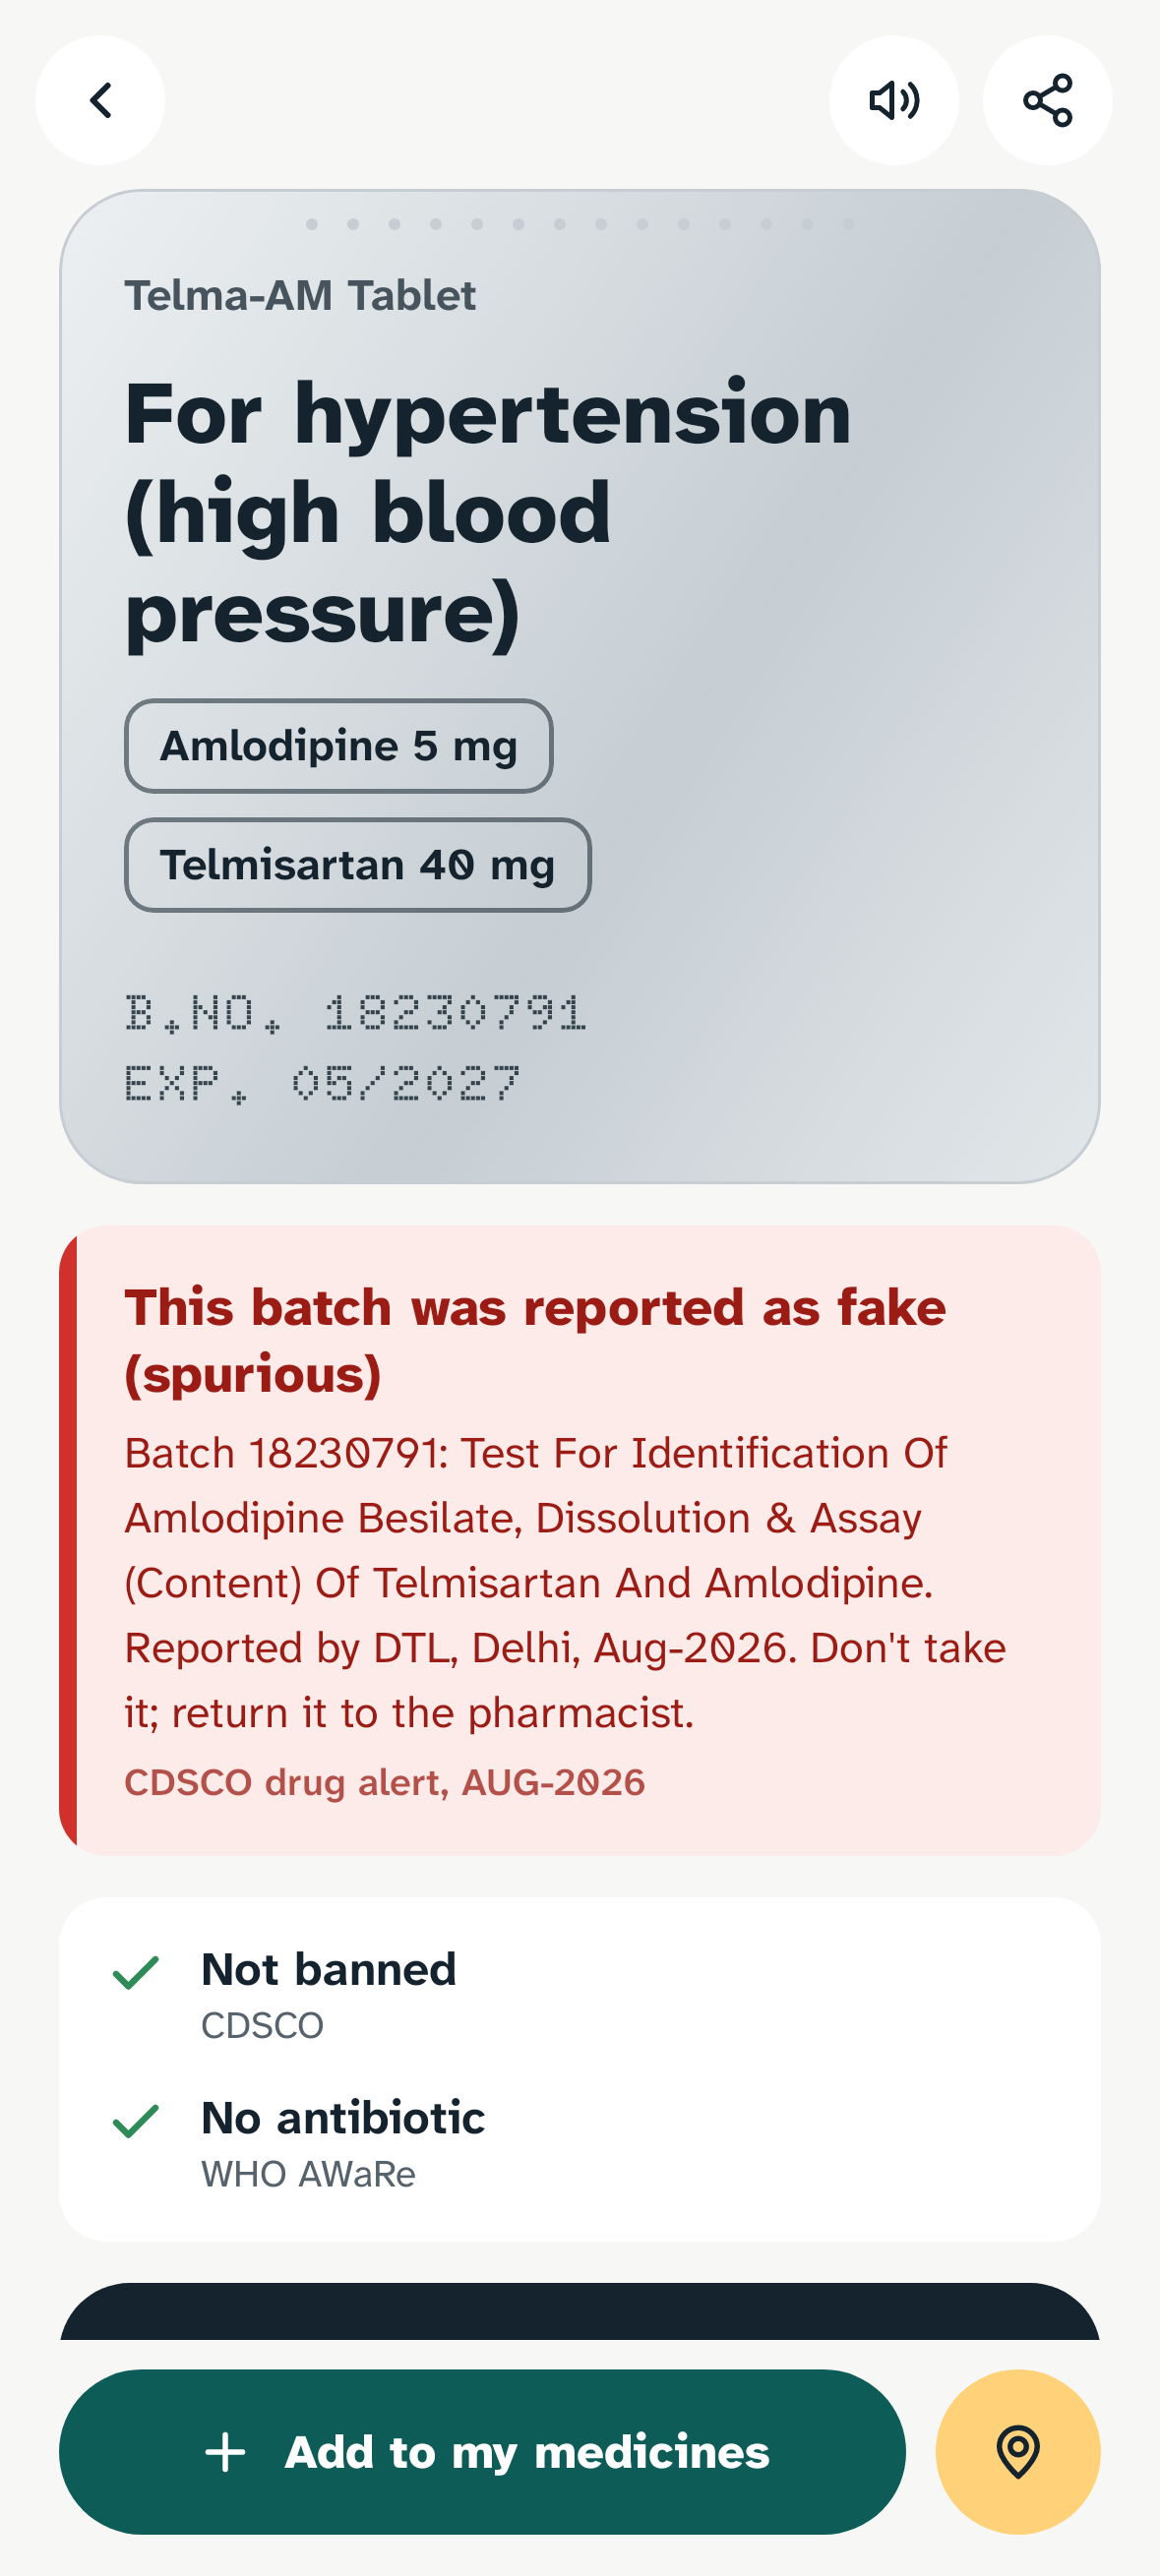 Telma-AM Tablet
For hypertension
(high blood
pressure)
Amlodipine 5 mg
Telmisartan 40 mg
B.NO. 18230791
EXP. 05/2027
This batch was reported as fake
(spurious)
Batch 18230791: Test For Identification Of
Amlodipine Besilate, Dissolution & Assay
(Content) Of Telmisartan And Amlodipine.
Reported by DTL, Delhi, Aug-2026. Don't take
it; return it to the pharmacist.
CDSCO drug alert, AUG-2026
Not banned
CDSCO
No antibiotic
WHO AWaRe
Add to my medicines